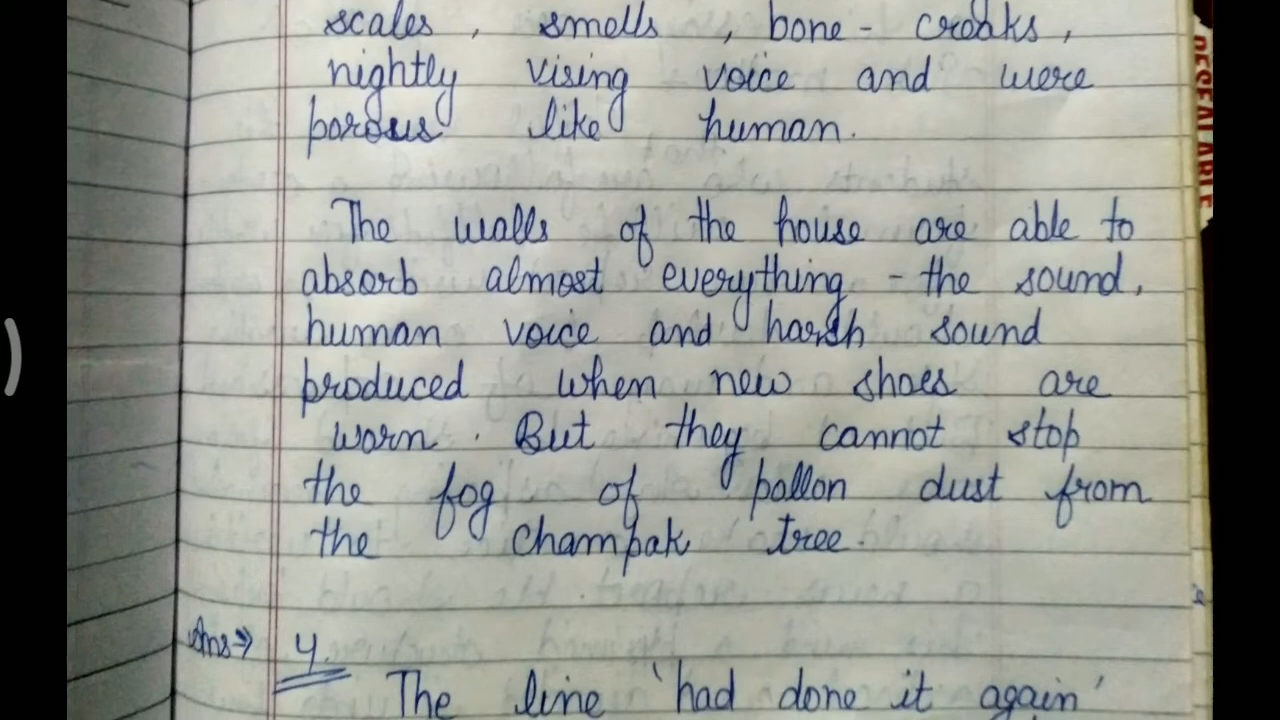 scales, smells, bone-creaks,
nightly vising voice and were
porous like human.
The walls of the house are able to
absorb almost everything - the sound,
human voice and harsh sound
produced when new shoes are
worn. But they cannot stop
the fog of pollon dust from
the champak tree.
Ans⇒ 4.
The line 'had done it again'
RESEALABLE